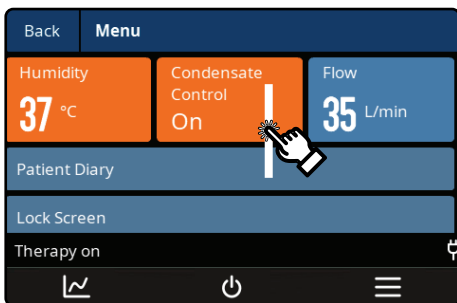 Back Menu
Humidity
37 °C
Condensate
Control
On
Flow
35 L/min
Patient Diary
Lock Screen
Therapy on